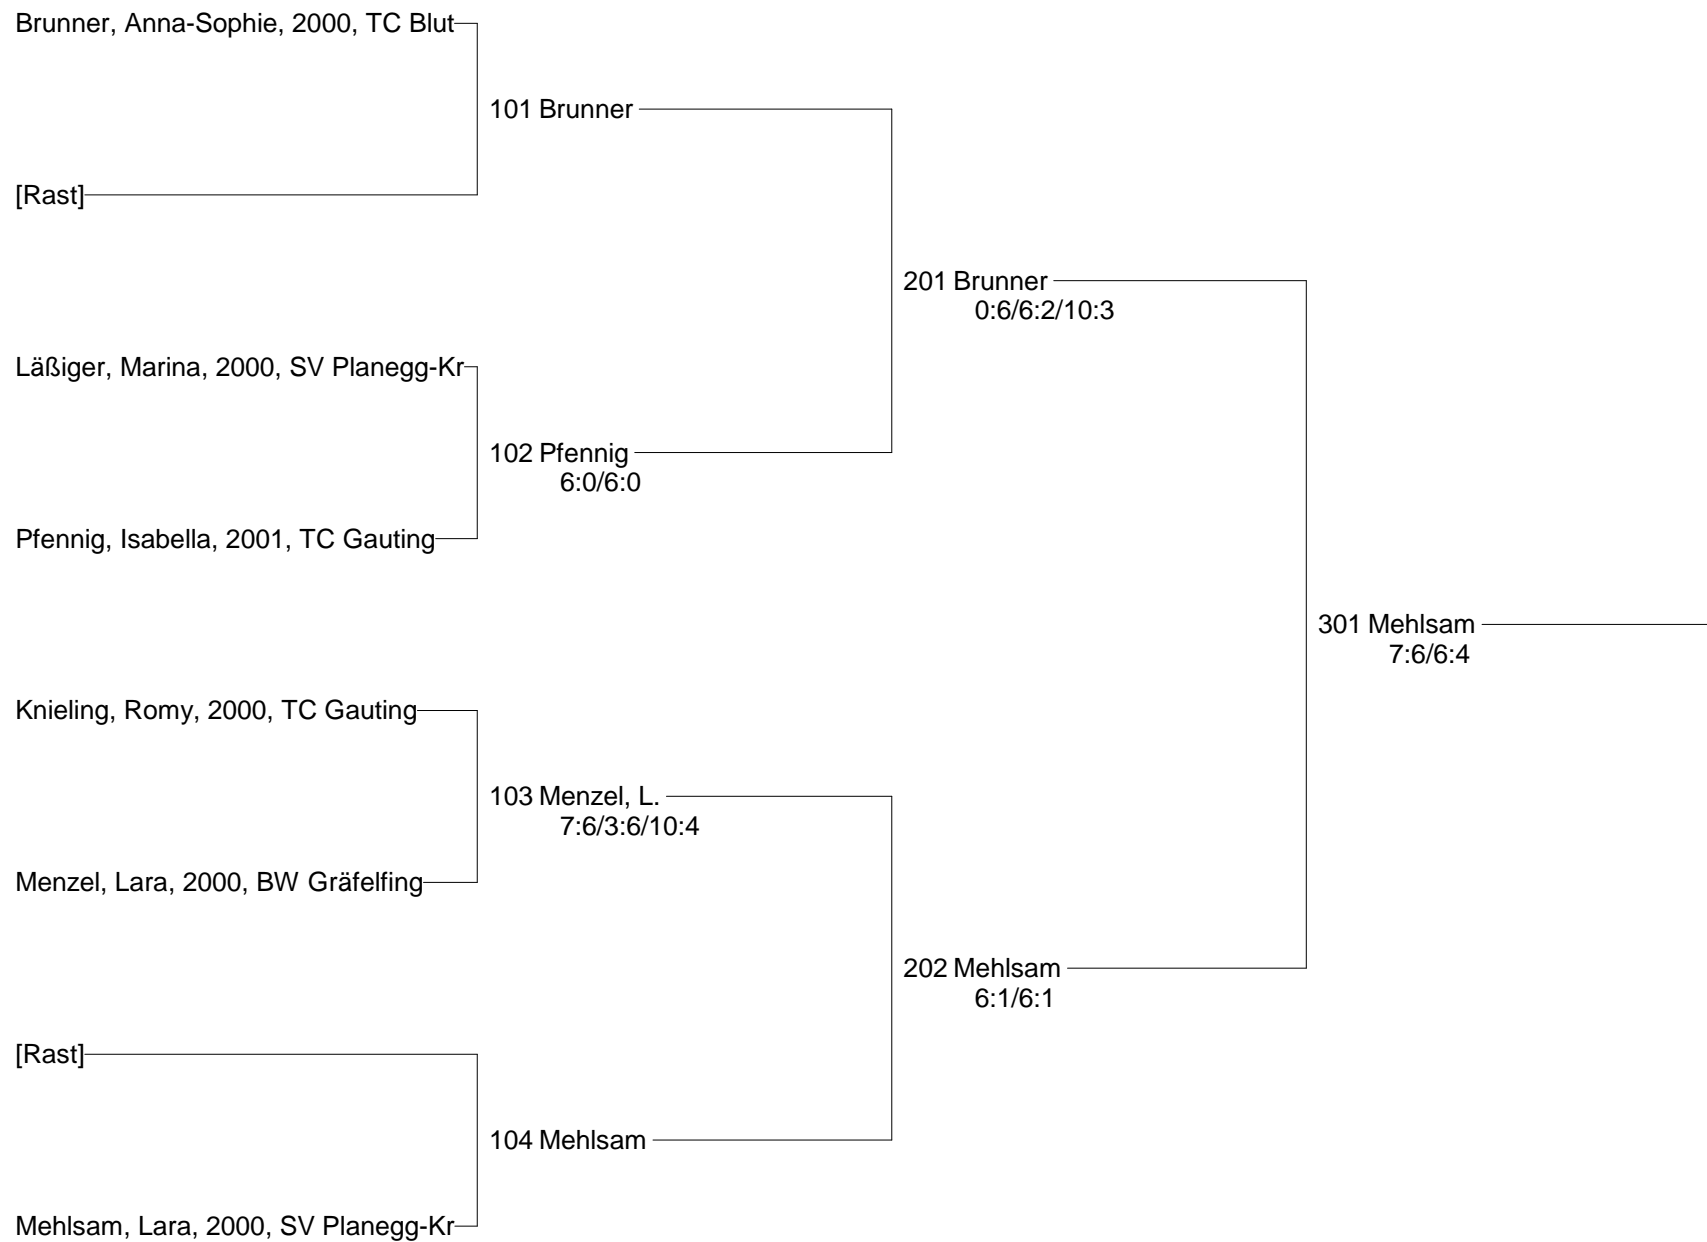 Brunner, Anna-Sophie, 2000, TC Blut
101 Brunner
[Rast]
201 Brunner
0:6/6:2/10:3
Läßiger, Marina, 2000, SV Planegg-Kr
102 Pfennig
6:0/6:0
Pfennig, Isabella, 2001, TC Gauting
301 Mehlsam
7:6/6:4
Knieling, Romy, 2000, TC Gauting
103 Menzel, L.
7:6/3:6/10:4
Menzel, Lara, 2000, BW Gräfelfing
202 Mehlsam
6:1/6:1
[Rast]
104 Mehlsam
Mehlsam, Lara, 2000, SV Planegg-Kr